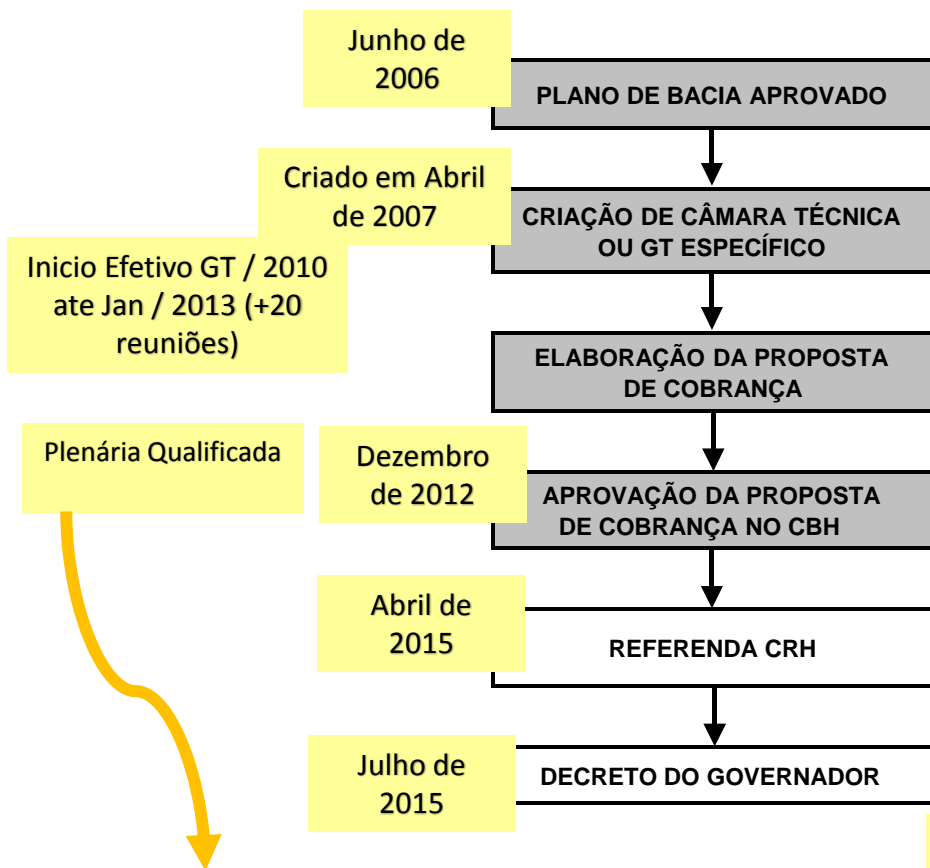 Junho de
2006
PLANO DE BACIA APROVADO
Criado em Abril
de 2007
CRIAÇÃO DE CÂMARA TÉCNICA
OU GT ESPECÍFICO
Inicio Efetivo GT / 2010
ate Jan / 2013 (+20
reuniões)
ELABORAÇÃO DA PROPOSTA
DE COBRANÇA
Plenária Qualificada
Dezembro
de 2012
APROVAÇÃO DA PROPOSTA
DE COBRANÇA NO CBH
Abril de
2015
REFERENDA CRH
Julho de
2015
DECRETO DO GOVERNADOR